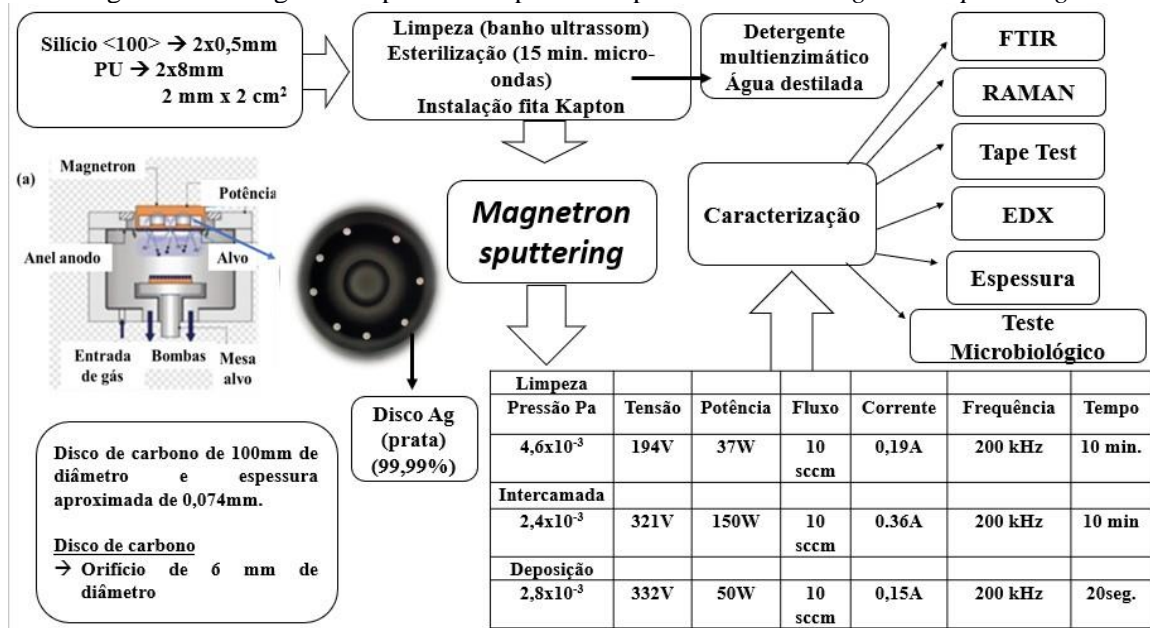 Silício <100> → 2x0,5mm
PU → 2x8mm
2 mm x 2 cm²
Limpeza (banho ultrassom)
Esterilização (15 min. micro-
ondas)
Instalação fita Kapton
Detergente
multienzimático
Água destilada
FTIR
RAMAN
Tape Test
EDX
Espessura
Teste
Microbiológico
Caracterização
Magnetron
sputtering
(a)
Magnetron
Potência
Anel anodo
Alvo
Entrada
de gás
Bombas
Mesa
alvo
Disco Ag
(prata)
(99,99%)
Disco de carbono de 100mm de
diâmetro e espessura
aproximada de 0,074mm.
Disco de carbono
→ Orifício de 6 mm de
diâmetro
Limpeza
Pressão Pa Tensão Potência Fluxo Corrente Frequência Tempo
4,6x10⁻³ 194V 37W 10 sccm 0,19A 200 kHz 10 min.
Intercamada
2,4x10⁻³ 321V 150W 10 sccm 0.36A 200 kHz 10 min
Deposição
2,8x10⁻³ 332V 50W 10 sccm 0,15A 200 kHz 20seg.